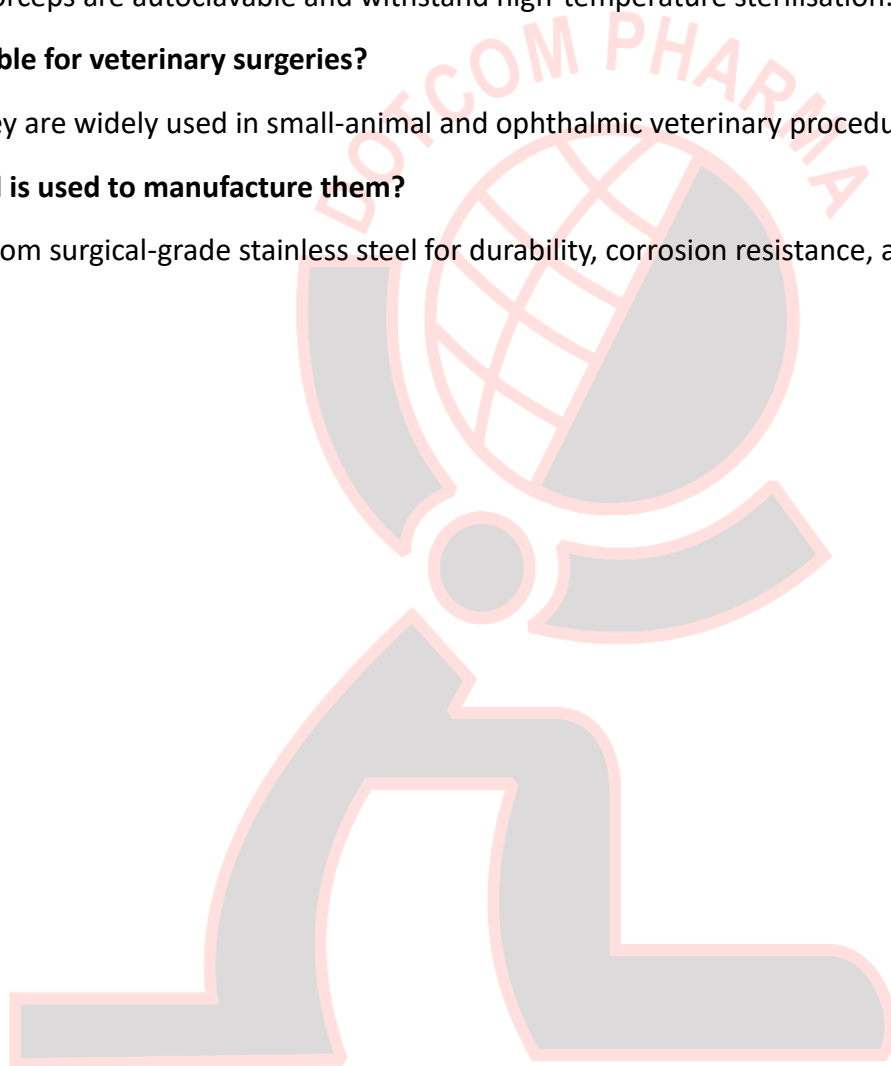 orceps are autoclavable and withstand high-temperature sterilisation.
ble for veterinary surgeries?
ey are widely used in small-animal and ophthalmic veterinary procedu
l is used to manufacture them?
om surgical-grade stainless steel for durability, corrosion resistance, a
DOTCOM PHARMA